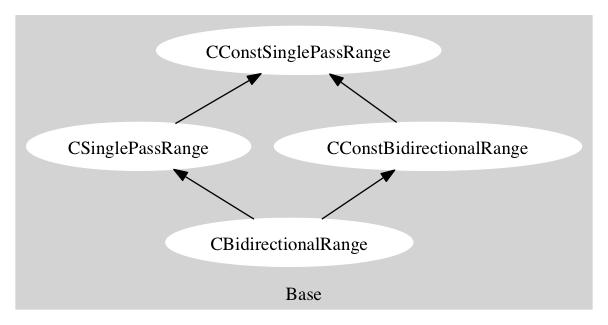 CConstSinglePassRange
CSinglePassRange
CConstBidirectionalRange
CBidirectionalRange
Base